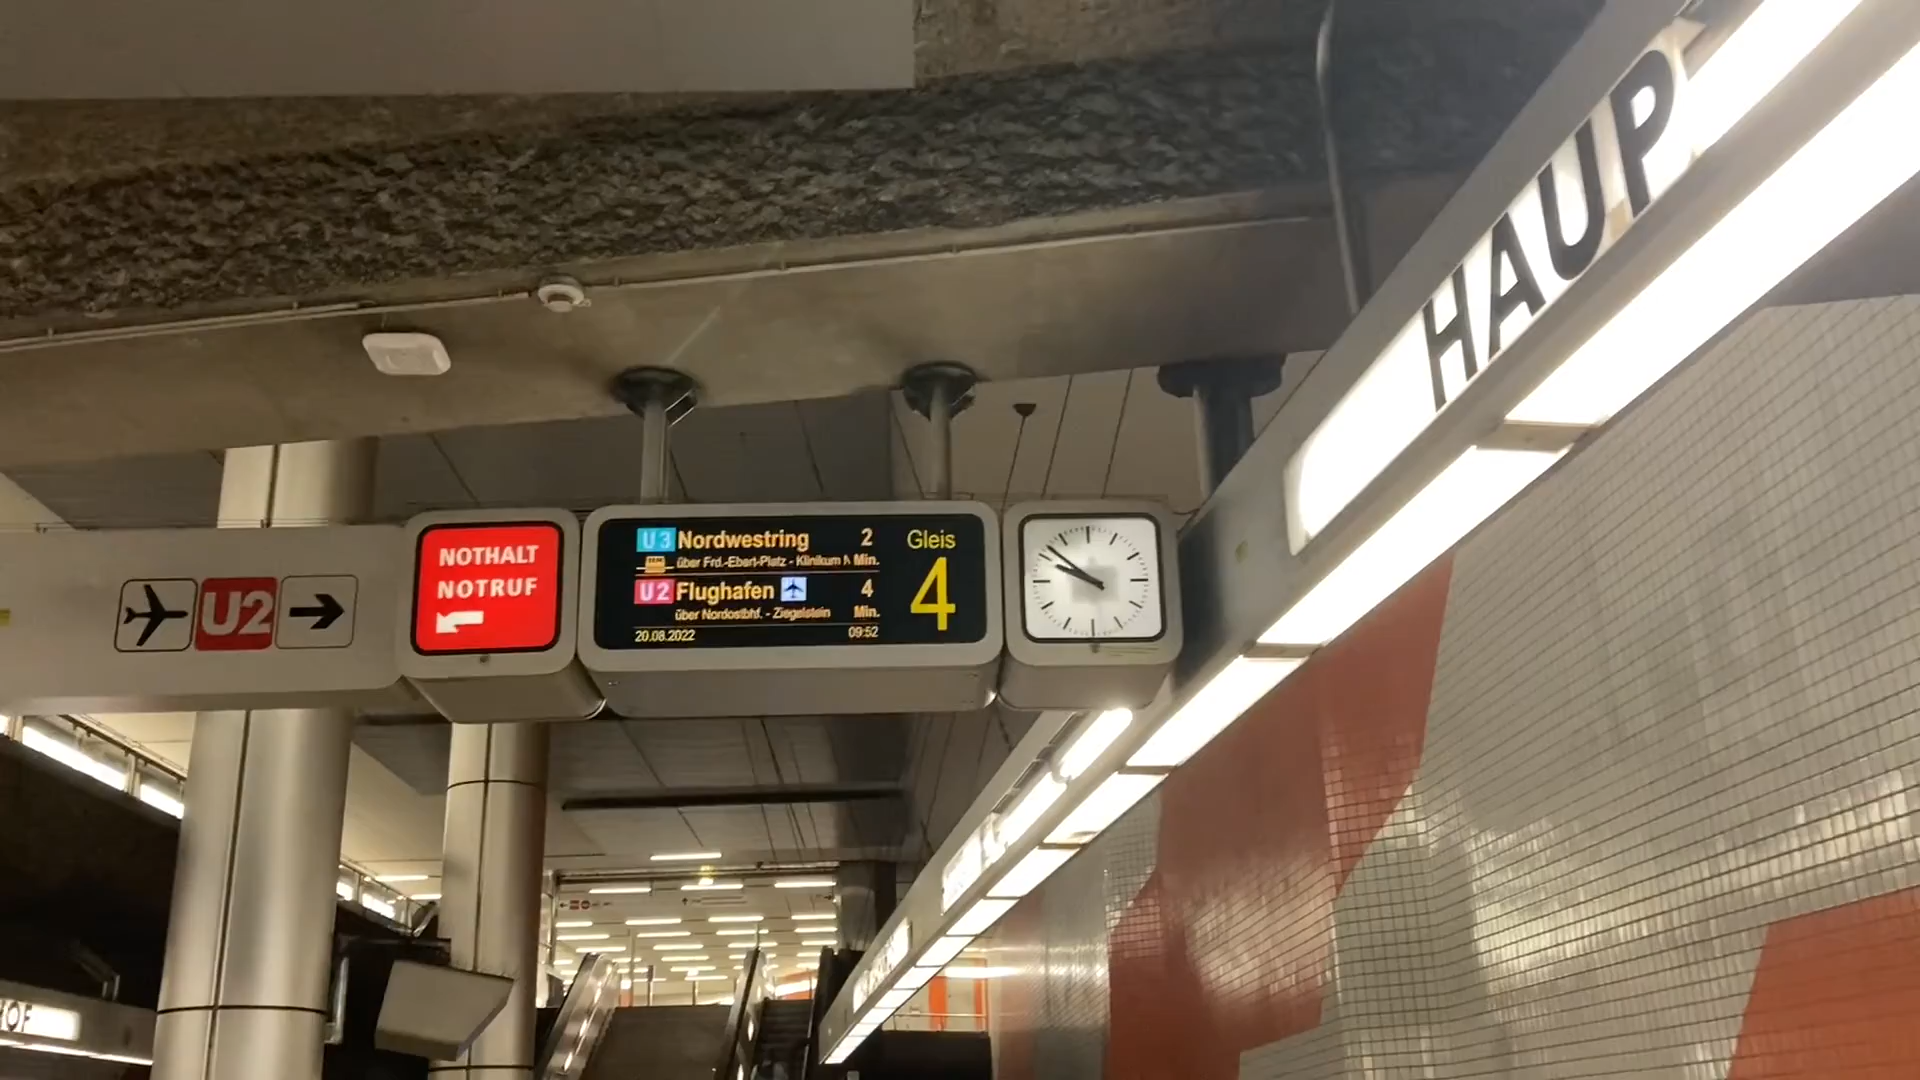 HAUP
NOTHALT
NOTRUF
U2
U3 Nordwestring 2
über Frd.-Ebert-Platz - Klinikum Min.
U2 Flughafen 4
über Nordostbhf. - Ziegelstein Min.
20.08.2022 09:52
Gleis
4
OF